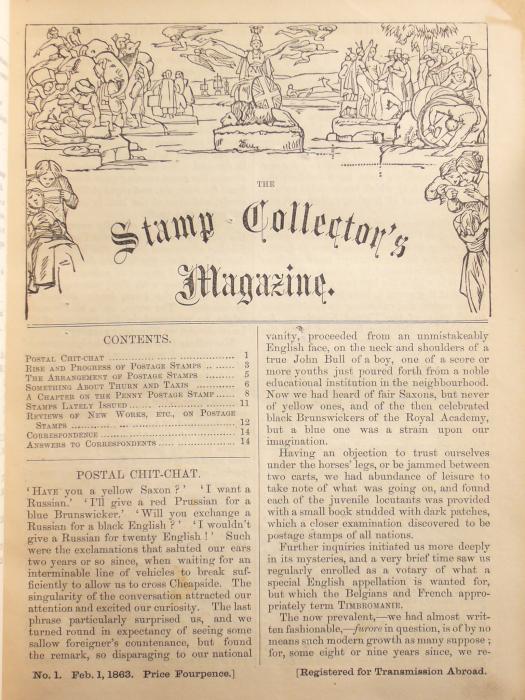 THE
Stamp Collector's
Magazine.
CONTENTS.
POSTAL CHIT-CHAT .... 1
RISE AND PROGRESS OF POSTAGE STAMPS .... 3
THE ARRANGEMENT OF POSTAGE STAMPS .... 5
SOMETHING ABOUT THURN AND TAXIS .... 6
A CHAPTER ON THE PENNY POSTAGE STAMP .... 8
STAMPS LATELY ISSUED .... 11
REVIEWS OF NEW WORKS, ETC., ON POSTAGE
STAMPS .... 12
CORRESPONDENCE .... 14
ANSWERS TO CORRESPONDENTS .... 14
POSTAL CHIT-CHAT.
'HAVE you a yellow Saxon?' 'I want a
Russian.' 'I'll give a red Prussian for a
blue Brunswicker.' 'Will you exchange a
Russian for a black English?' 'I wouldn't
give a Russian for twenty English!' Such
were the exclamations that saluted our ears
two years or so since, when waiting for an
interminable line of vehicles to break suf-
ficiently to allow us to cross Cheapside. The
singularity of the conversation attracted our
attention and excited our curiosity. The last
phrase particularly surprised us, and we
turned round in expectancy of seeing some
sallow foreigner's countenance, but found
the remark, so disparaging to our national
vanity, proceeded from an unmistakeably
English face, on the neck and shoulders of a
true John Bull of a boy, one of a score or
more youths just poured forth from a noble
educational institution in the neighbourhood.
Now we had heard of fair Saxons, but never
of yellow ones, and of the then celebrated
black Brunswickers of the Royal Academy,
but a blue one was a strain upon our
imagination.
Having an objection to trust ourselves
under the horses' legs, or be jammed between
two carts, we had abundance of leisure to
take note of what was going on, and found
each of the juvenile locutants was provided
with a small book studded with dark patches,
which a closer examination discovered to be
postage stamps of all nations.
Further inquiries initiated us more deeply
in its mysteries, and a very brief time saw us
regularly enrolled as a votary of what a
special English appellation is wanted for,
but which the Belgians and French appro-
priately term TIMBROMANIE.
The now prevalent,—we had almost writ-
ten fashionable,—furore in question, is of by no
means such modern growth as many suppose;
for, some eight or nine years since, we re-
No. 1. Feb. 1, 1863. Price Fourpence.]
[Registered for Transmission Abroad.